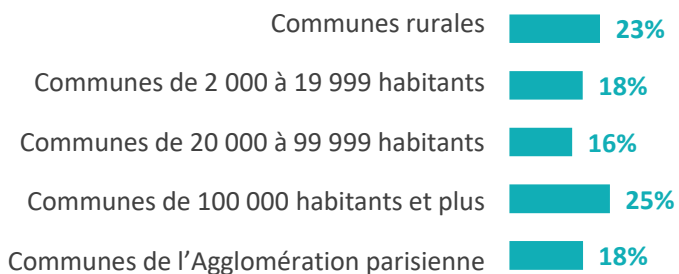 Communes rurales 23%
Communes de 2 000 à 19 999 habitants 18%
Communes de 20 000 à 99 999 habitants 16%
Communes de 100 000 habitants et plus 25%
Communes de l’Agglomération parisienne 18%